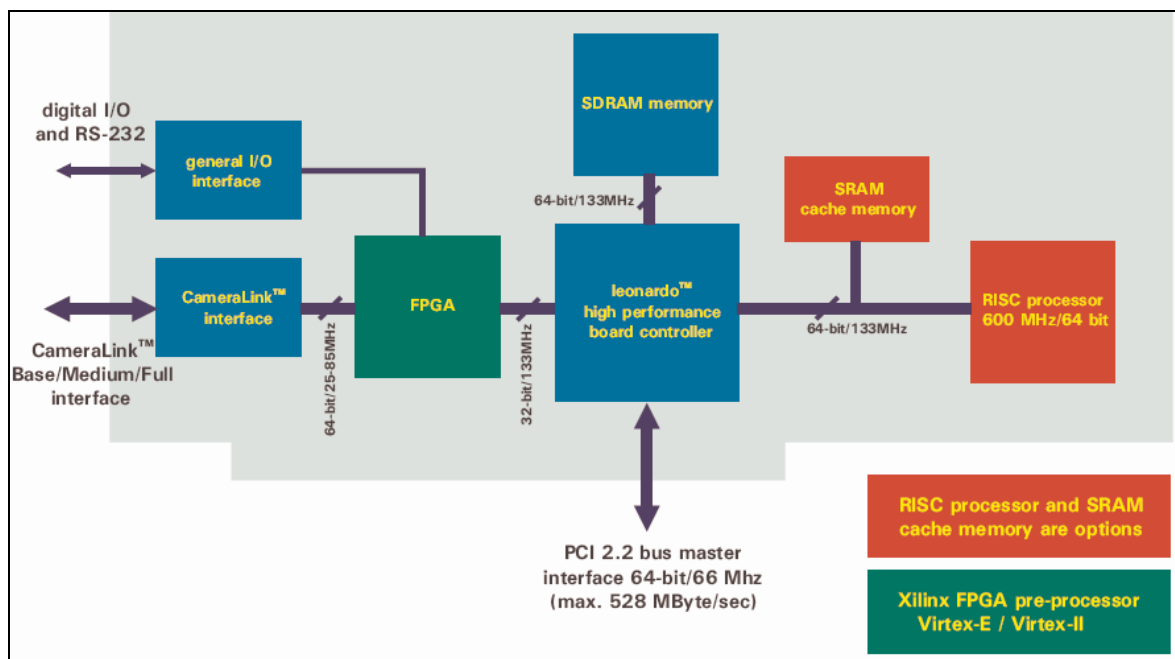 digital I/O
and RS-232
general I/O
interface
SDRAM memory
64-bit/133MHz
SRAM
cache memory
CameraLink™
interface
FPGA
leonardo™
high performance
board controller
RISC processor
600 MHz/64 bit
64-bit/133MHz
64-bit/25-85MHz
32-bit/133MHz
CameraLink™
Base/Medium/Full
interface
PCI 2.2 bus master
interface 64-bit/66 Mhz
(max. 528 MByte/sec)
RISC processor and SRAM
cache memory are options
Xilinx FPGA pre-processor
Virtex-E / Virtex-II